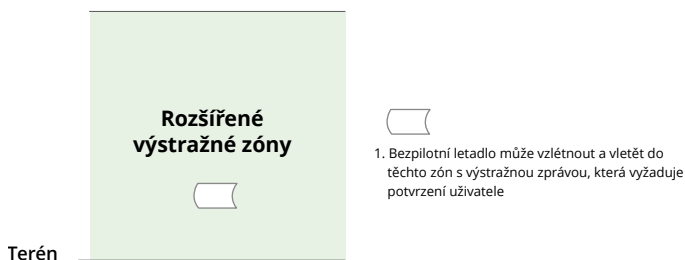 Rozšířené
výstražné zóny
1. Bezpilotní letadlo může vzlétnout a vletět do
těchto zón s výstražnou zprávou, která vyžaduje
potvrzení uživatele
Terén